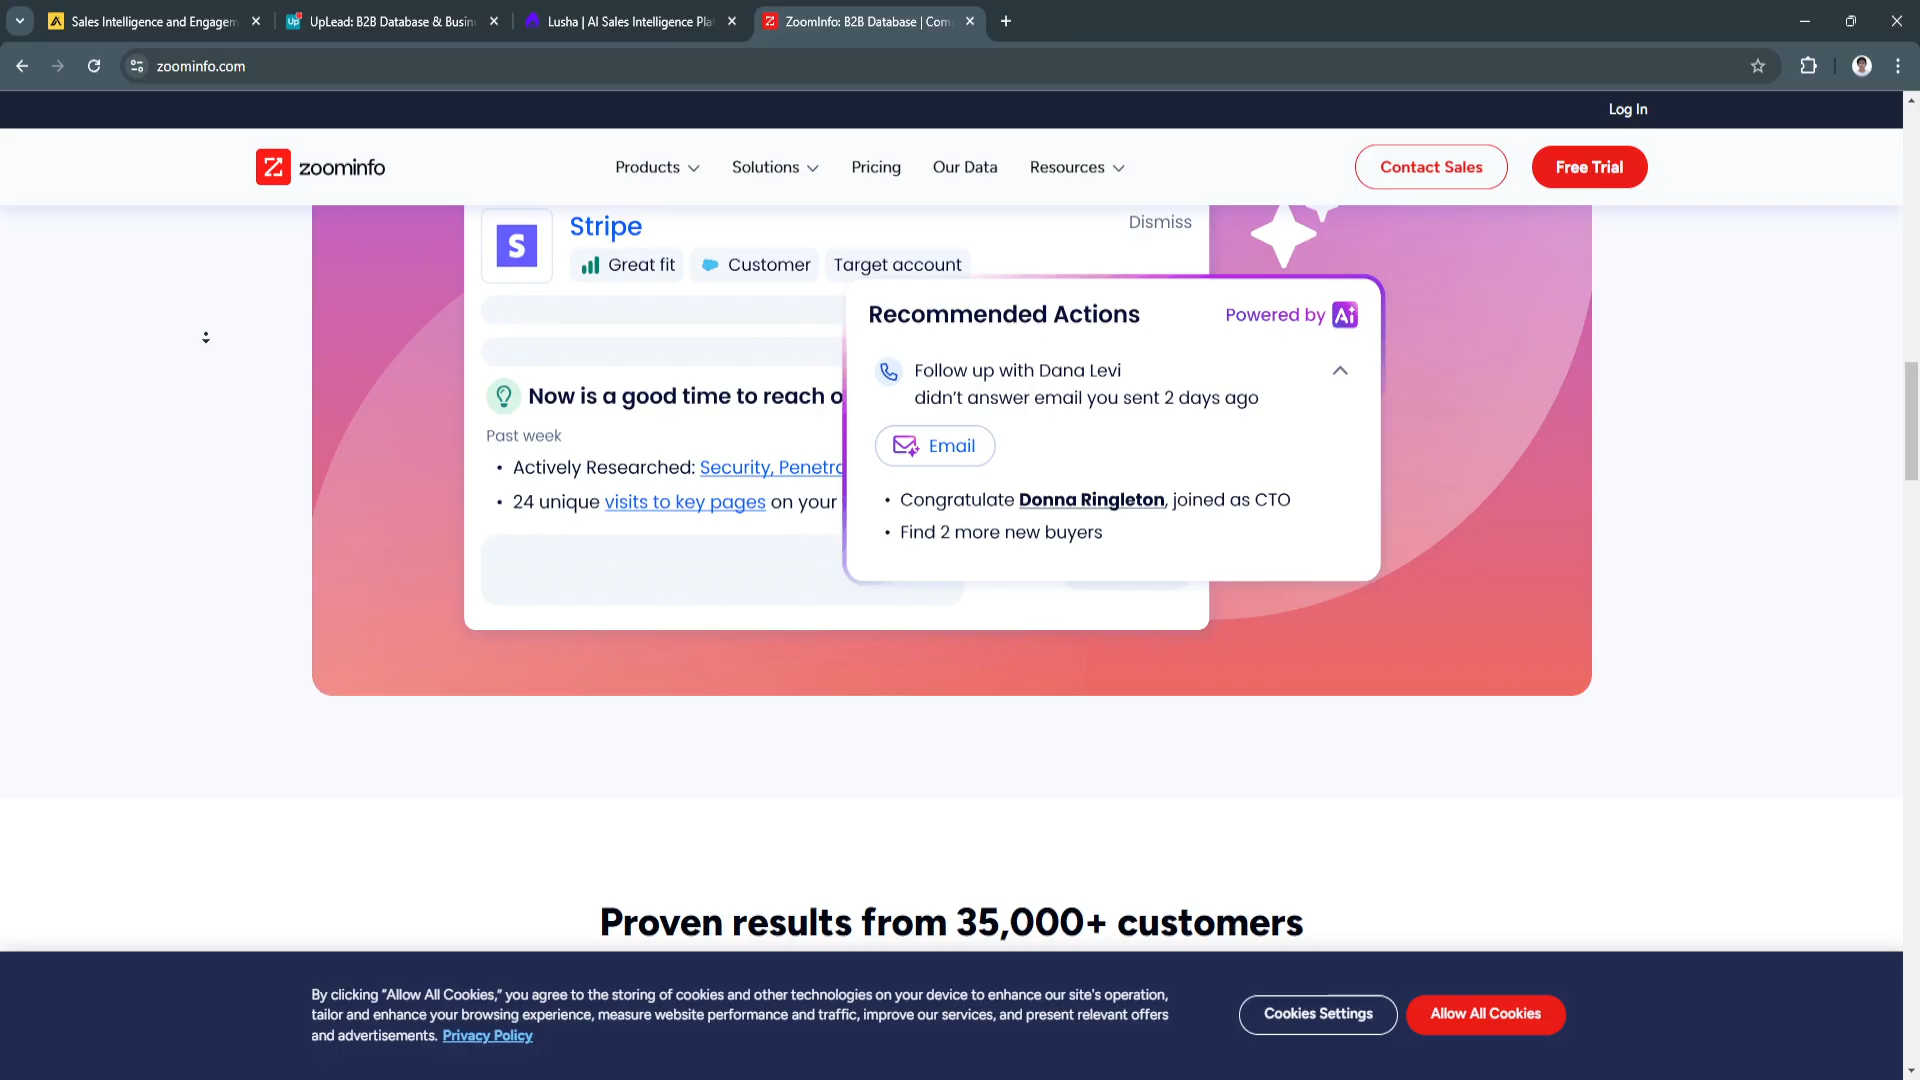 Sales Intelligence and Engagem
UpLead: B2B Database & Busin
Lusha | AI Sales Intelligence Pla
ZoomInfo: B2B Database | Com
zoominfo.com
Log In
zoominfo
Products
Solutions
Pricing
Our Data
Resources
Contact Sales
Free Trial
S
Stripe
Dismiss
Great fit
Customer
Target account
Recommended Actions
Powered by Ai
Follow up with Dana Levi
didn't answer email you sent 2 days ago
Email
Now is a good time to reach o
Past week
• Actively Researched: Security, Penetra
• 24 unique visits to key pages on your
• Congratulate Donna Ringleton, joined as CTO
• Find 2 more new buyers
Proven results from 35,000+ customers
By clicking "Allow All Cookies," you agree to the storing of cookies and other technologies on your device to enhance our site's operation,
tailor and enhance your browsing experience, measure website performance and traffic, improve our services, and present relevant offers
and advertisements. Privacy Policy
Cookies Settings
Allow All Cookies